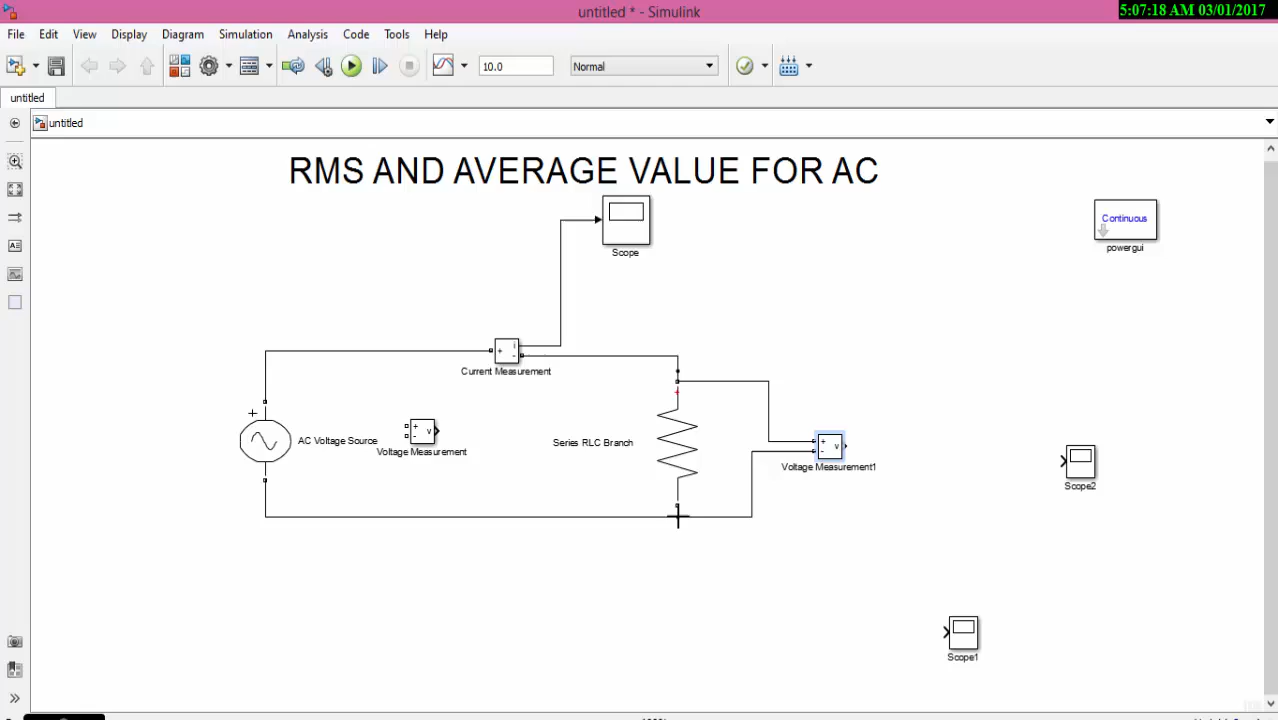 untitled * - Simulink
5:07:18 AM 03/01/2017
File Edit View Display Diagram Simulation Analysis Code Tools Help
10.0
Normal
untitled
untitled
RMS AND AVERAGE VALUE FOR AC
Scope
Continuous
powergui
+ i -
Current Measurement
+
AC Voltage Source
+ - v
Voltage Measurement
Series RLC Branch
+
+ - v
Voltage Measurement1
Scope2
Scope1